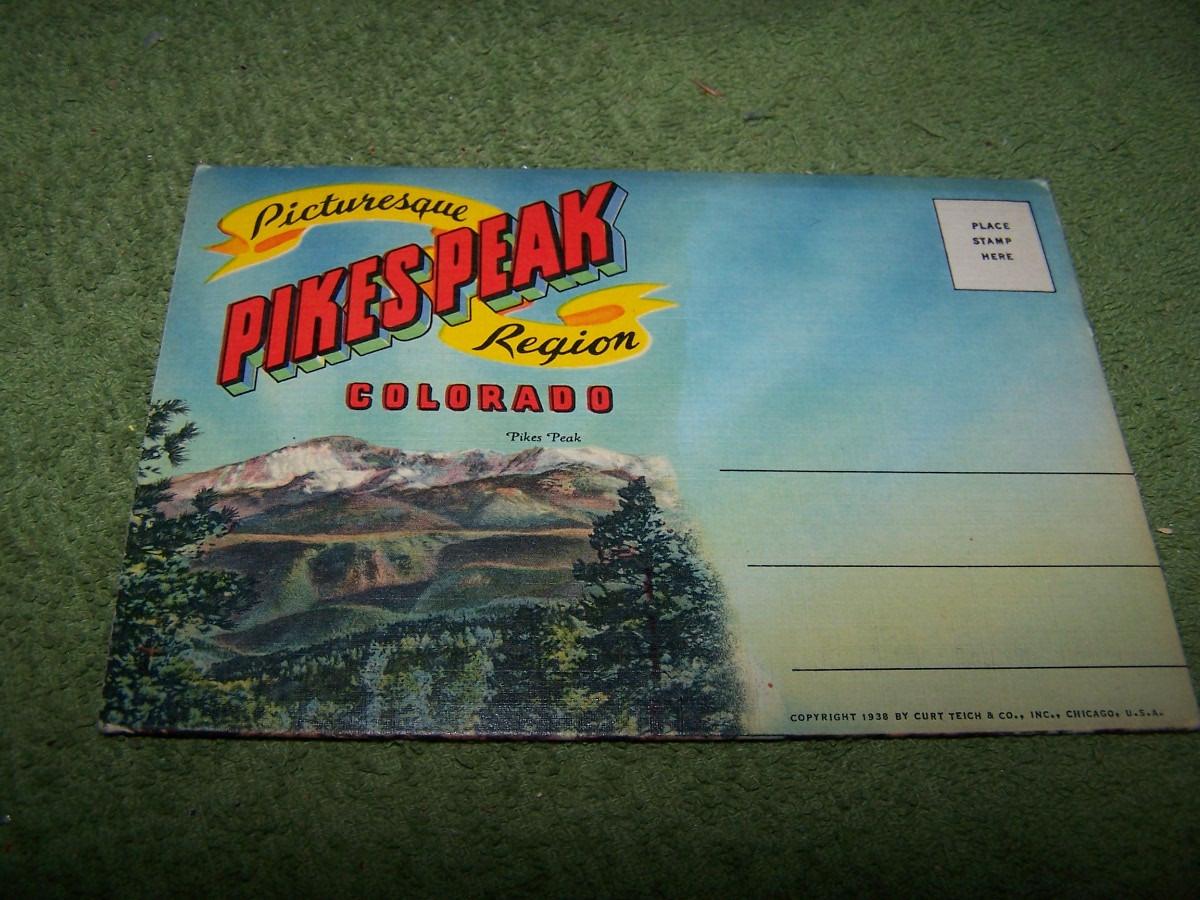 Picturesque
PIKES PEAK
Region
COLORADO
Pikes Peak
PLACE
STAMP
HERE
COPYRIGHT 1938 BY CURT TEICH & CO., INC., CHICAGO, U.S.A.